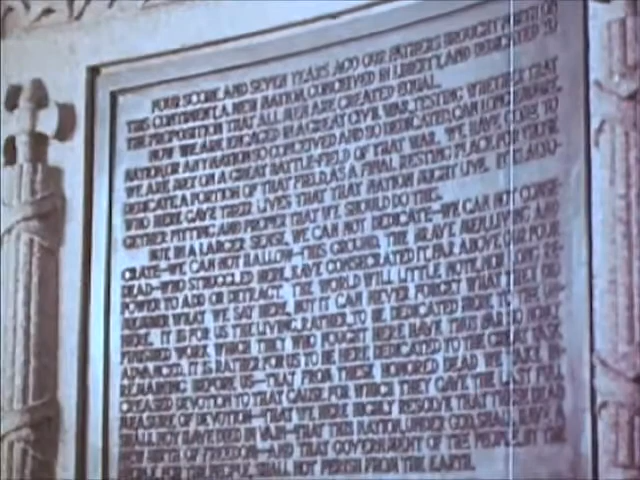 FOUR SCORE AND SEVEN YEARS AGO OUR FATHERS BROUGHT FORTH ON
THIS CONTINENT, A NEW NATION, CONCEIVED IN LIBERTY, AND DEDICATED TO
THE PROPOSITION THAT ALL MEN ARE CREATED EQUAL.
NOW WE ARE ENGAGED IN A GREAT CIVIL WAR, TESTING WHETHER THAT
NATION OR ANY NATION SO CONCEIVED AND SO DEDICATED, CAN LONG ENDURE.
WE ARE MET ON A GREAT BATTLE-FIELD OF THAT WAR. WE HAVE COME TO
DEDICATE A PORTION OF THAT FIELD, AS A FINAL RESTING PLACE FOR THOSE
WHO HERE GAVE THEIR LIVES THAT THAT NATION MIGHT LIVE. IT IS ALTO-
GETHER FITTING AND PROPER THAT WE SHOULD DO THIS.
BUT, IN A LARGER SENSE, WE CAN NOT DEDICATE—WE CAN NOT CONSE-
CRATE—WE CAN NOT HALLOW—THIS GROUND. THE BRAVE MEN, LIVING AND
DEAD—WHO STRUGGLED HERE, HAVE CONSECRATED IT, FAR ABOVE OUR POOR
POWER TO ADD OR DETRACT. THE WORLD WILL LITTLE NOTE, NOR LONG RE-
MEMBER WHAT WE SAY HERE, BUT IT CAN NEVER FORGET WHAT THEY DID
HERE. IT IS FOR US THE LIVING, RATHER, TO BE DEDICATED HERE TO THE UN-
FINISHED WORK WHICH THEY WHO FOUGHT HERE HAVE THUS FAR SO NOBLY
ADVANCED. IT IS RATHER FOR US TO BE HERE DEDICATED TO THE GREAT TASK
REMAINING BEFORE US—THAT FROM THESE HONORED DEAD WE TAKE IN-
CREASED DEVOTION TO THAT CAUSE FOR WHICH THEY GAVE THE LAST FULL
MEASURE OF DEVOTION—THAT WE HERE HIGHLY RESOLVE THAT THESE DEAD
SHALL NOT HAVE DIED IN VAIN—THAT THIS NATION, UNDER GOD, SHALL HAVE A
NEW BIRTH OF FREEDOM—AND THAT GOVERNMENT OF THE PEOPLE, BY THE
PEOPLE, FOR THE PEOPLE, SHALL NOT PERISH FROM THE EARTH.